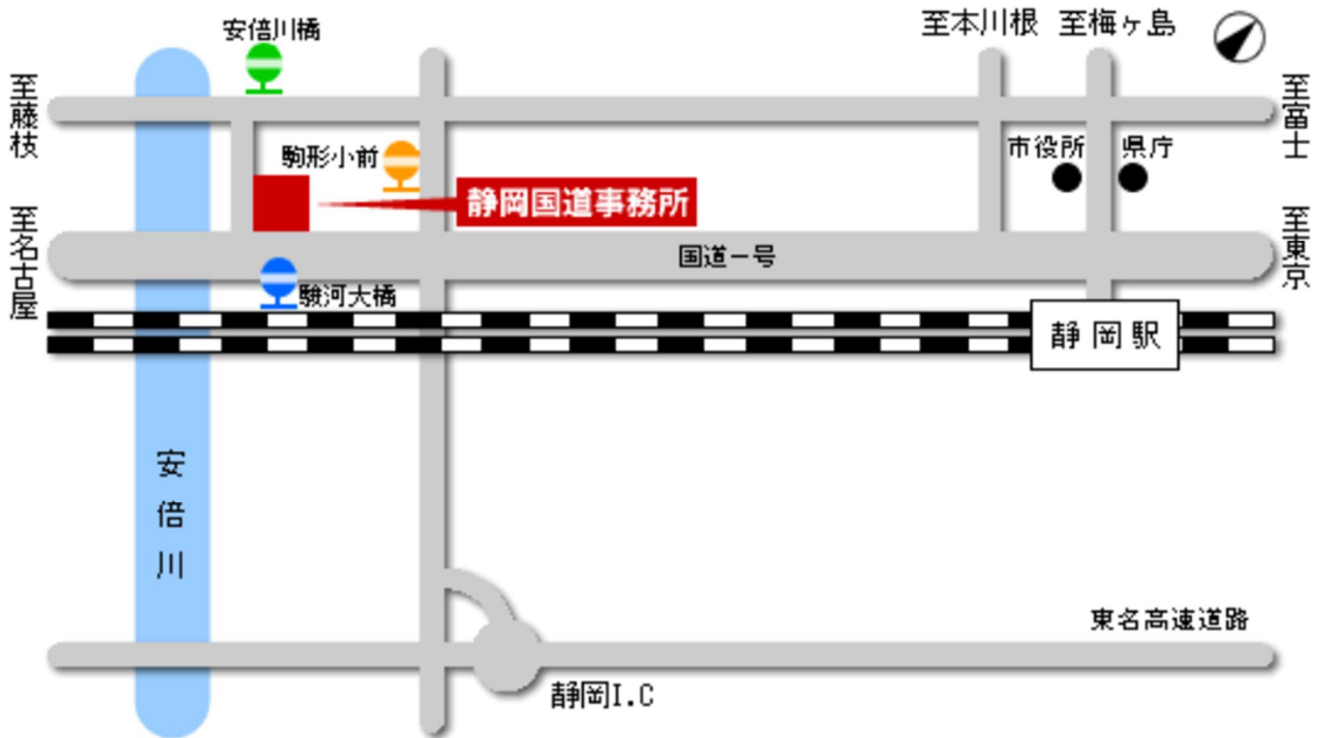 至本川根
至梅ヶ島
安倍川橋
至藤枝
至富士
市役所
県庁
駒形小前
静岡国道事務所
至名古屋
至東京
国道一号
駿河大橋
静岡駅
安倍川
東名高速道路
静岡I.C